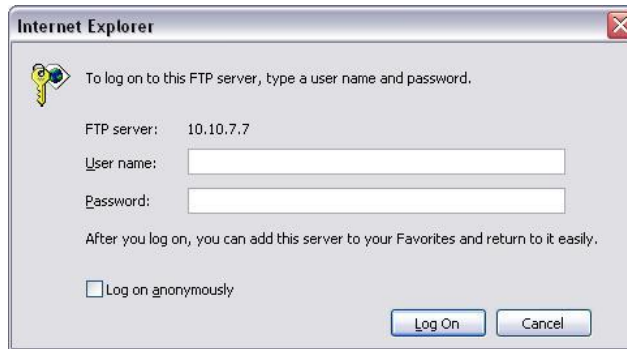 Internet Explorer
To log on to this FTP server, type a user name and password.
FTP server: 10.10.7.7
User name:
Password:
After you log on, you can add this server to your Favorites and return to it easily.
Log on anonymously
Log On Cancel